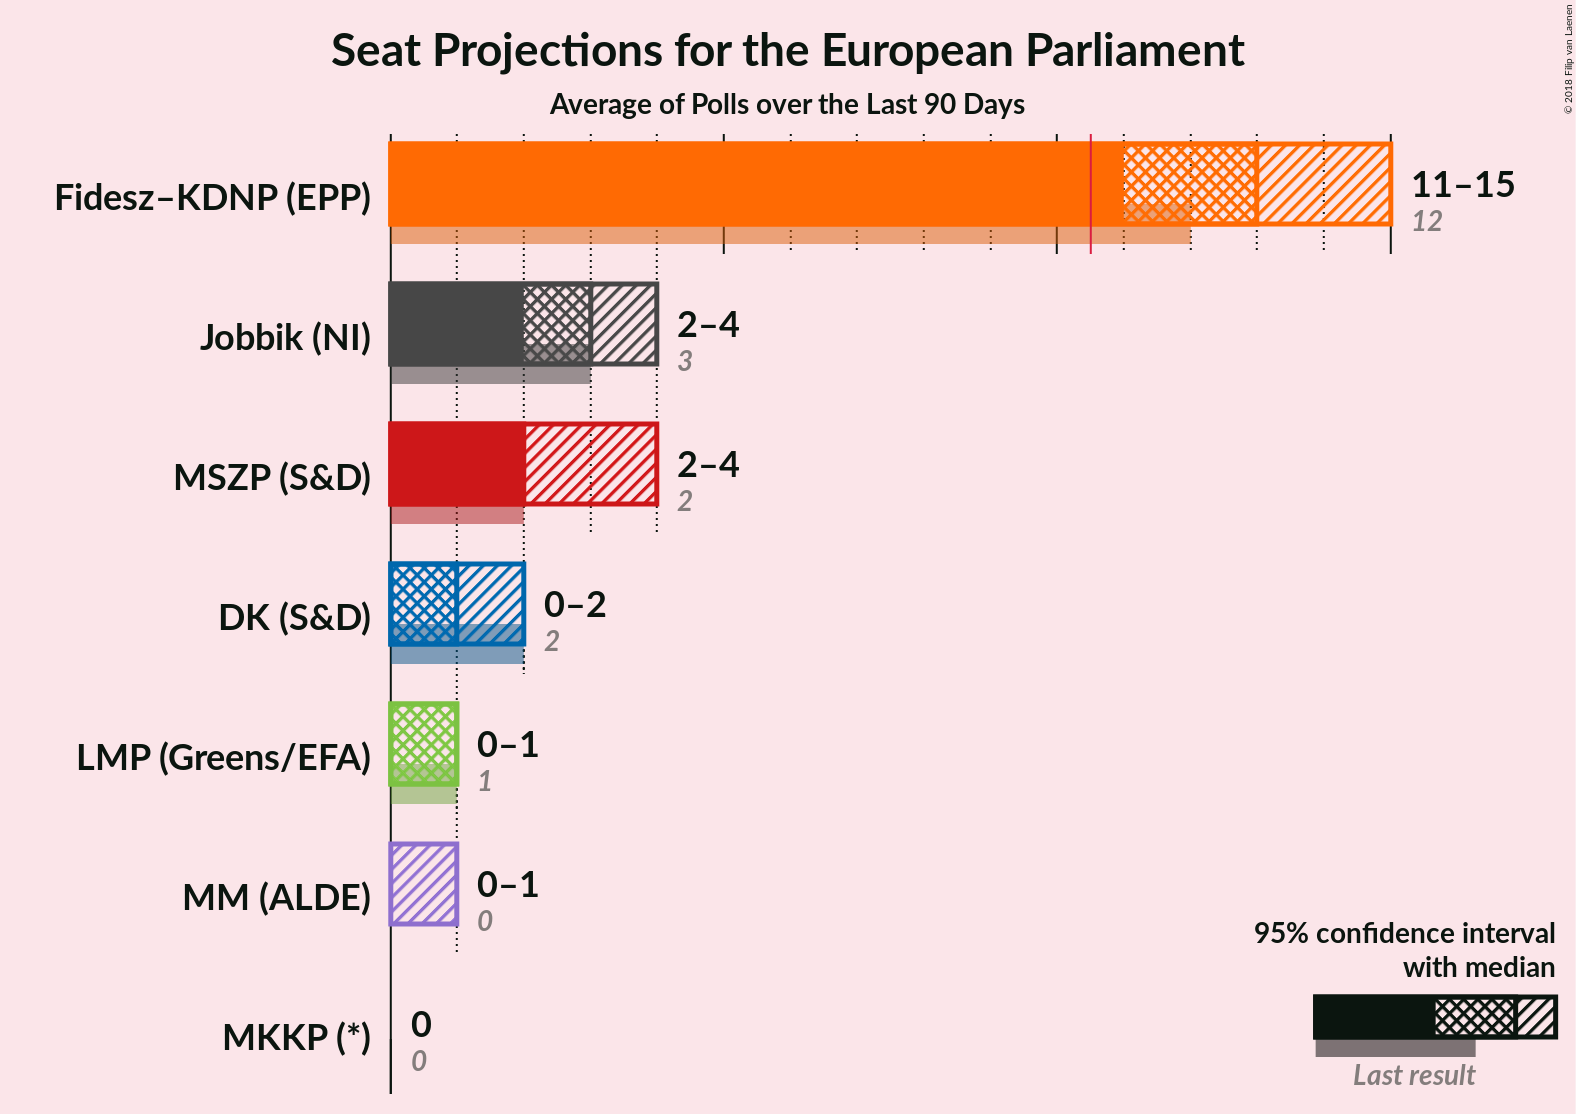 Seat Projections for the European Parliament
Average of Polls over the Last 90 Days
© 2018 Filip van Laenen
Fidesz–KDNP (EPP)
11–15
12
Jobbik (NI)
2–4
3
MSZP (S&D)
2–4
2
DK (S&D)
0–2
2
LMP (Greens/EFA)
0–1
1
MM (ALDE)
0–1
0
MKKP (*)
0
0
95% confidence interval
with median
Last result